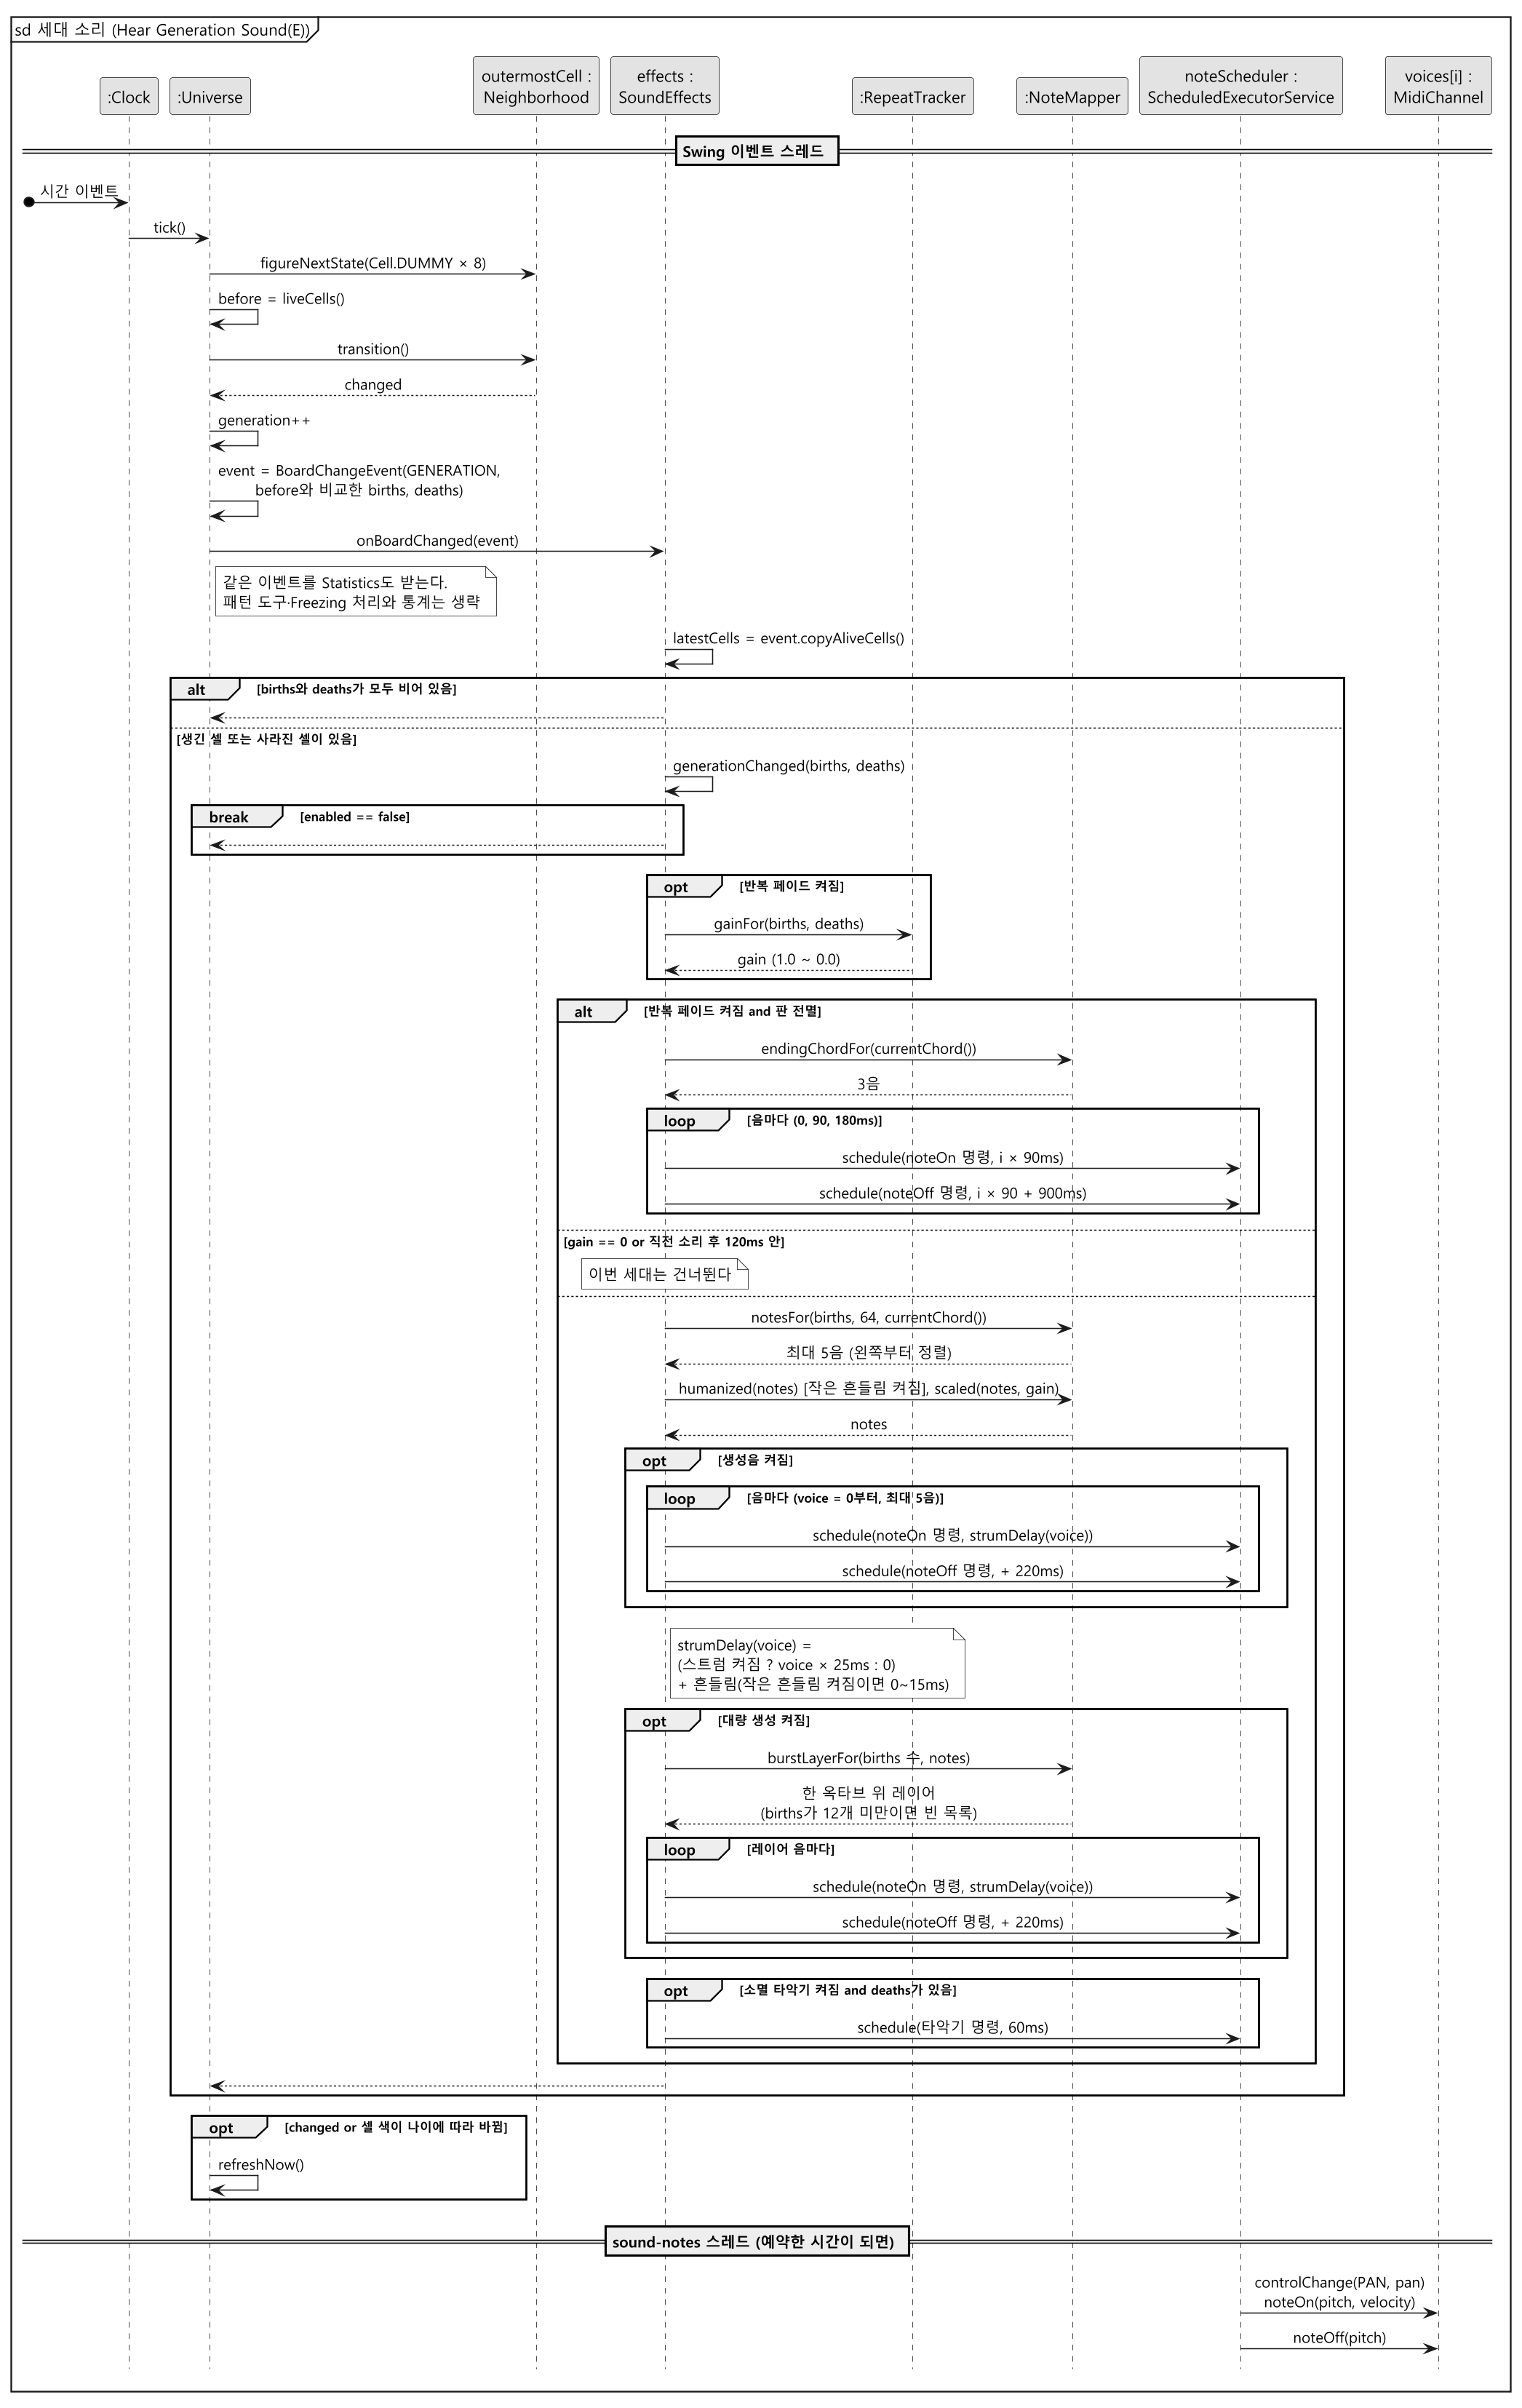 sd 세대 소리 (Hear Generation Sound(E))
:Clock
:Universe
outermostCell :
Neighborhood
effects :
SoundEffects
:RepeatTracker
:NoteMapper
noteScheduler :
ScheduledExecutorService
voices[i] :
MidiChannel
Swing 이벤트 스레드
시간 이벤트
tick()
figureNextState(Cell.DUMMY × 8)
before = liveCells()
transition()
changed
generation++
event = BoardChangeEvent(GENERATION,
before와 비교한 births, deaths)
onBoardChanged(event)
같은 이벤트를 Statistics도 받는다.
패턴 도구·Freezing 처리와 통계는 생략
latestCells = event.copyAliveCells()
alt [births와 deaths가 모두 비어 있음]
[생긴 셀 또는 사라진 셀이 있음]
generationChanged(births, deaths)
break [enabled == false]
opt [반복 페이드 켜짐]
gainFor(births, deaths)
gain (1.0 ~ 0.0)
alt [반복 페이드 켜짐 and 판 전멸]
endingChordFor(currentChord())
3음
loop [음마다 (0, 90, 180ms)]
schedule(noteOn 명령, i × 90ms)
schedule(noteOff 명령, i × 90 + 900ms)
[gain == 0 or 직전 소리 후 120ms 안]
이번 세대는 건너뛴다
notesFor(births, 64, currentChord())
최대 5음 (왼쪽부터 정렬)
humanized(notes) [작은 흔들림 켜짐], scaled(notes, gain)
notes
opt [생성음 켜짐]
loop [음마다 (voice = 0부터, 최대 5음)]
schedule(noteOn 명령, strumDelay(voice))
schedule(noteOff 명령, + 220ms)
strumDelay(voice) =
(스트럼 켜짐 ? voice × 25ms : 0)
+ 흔들림(작은 흔들림 켜짐이면 0~15ms)
opt [대량 생성 켜짐]
burstLayerFor(births 수, notes)
한 옥타브 위 레이어
(births가 12개 미만이면 빈 목록)
loop [레이어 음마다]
schedule(noteOn 명령, strumDelay(voice))
schedule(noteOff 명령, + 220ms)
opt [소멸 타악기 켜짐 and deaths가 있음]
schedule(타악기 명령, 60ms)
opt [changed or 셀 색이 나이에 따라 바뀜]
refreshNow()
sound-notes 스레드 (예약한 시간이 되면)
controlChange(PAN, pan)
noteOn(pitch, velocity)
noteOff(pitch)